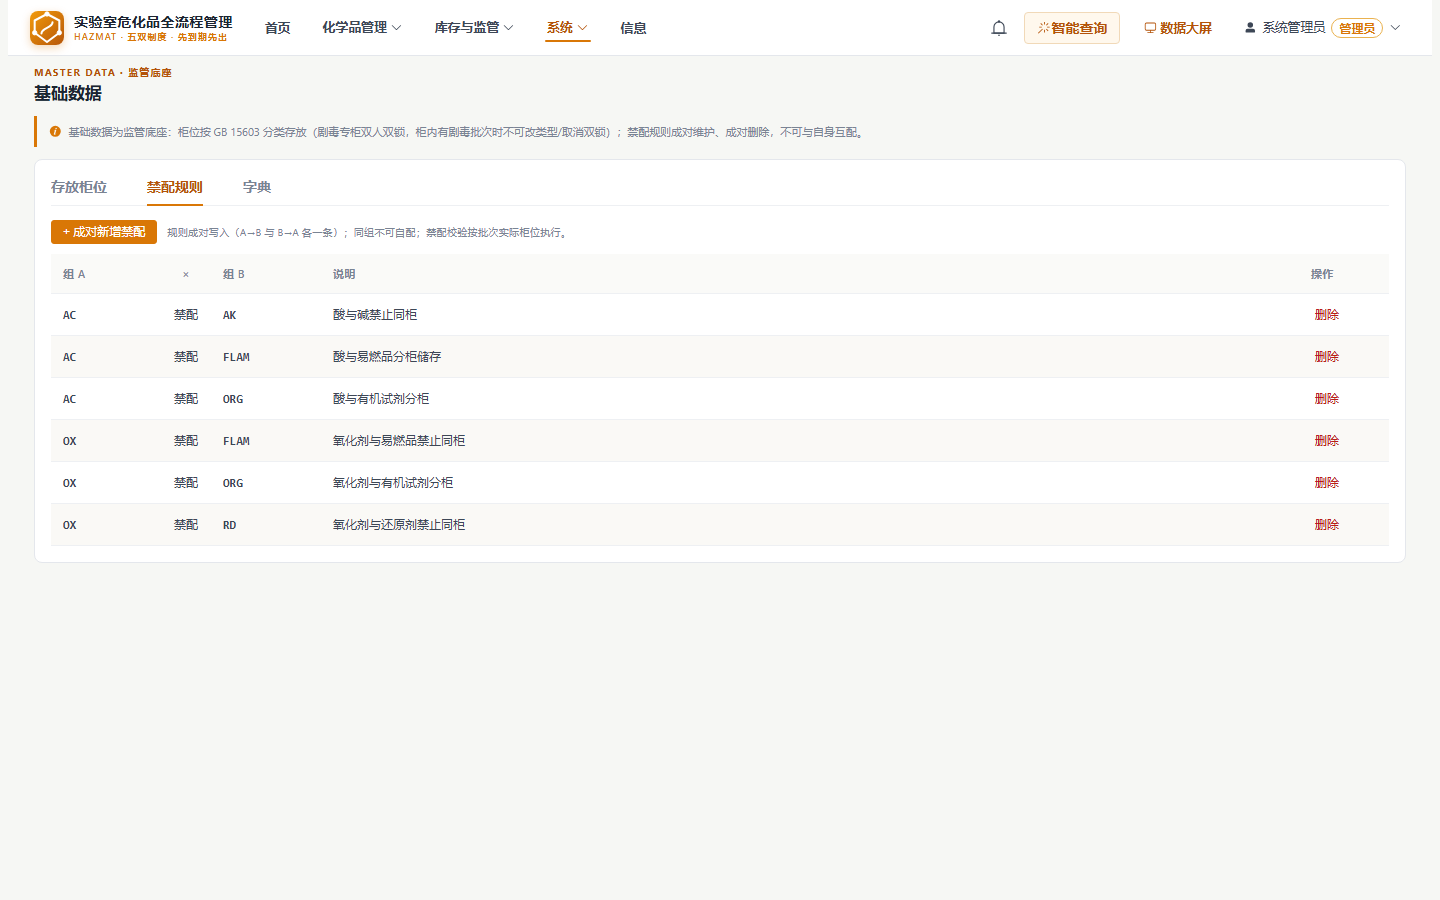 实验室危化品全流程管理
HAZMAT · 五双制度 · 先到期先出
首页
化学品管理
库存与监管
系统
信息
智能查询
数据大屏
系统管理员
管理员
MASTER DATA · 监管底座
基础数据
基础数据为监管底座：柜位按 GB 15603 分类存放（剧毒专柜双人双锁，柜内有剧毒批次时不可改类型/取消双锁）；禁配规则成对维护、成对删除，不可与自身互配。
存放柜位
禁配规则
字典
+ 成对新增禁配
规则成对写入（A→B 与 B→A 各一条）；同组不可自配；禁配校验按批次实际柜位执行。
组 A × 组 B 说明 操作
AC 禁配 AK 酸与碱禁止同柜 删除
AC 禁配 FLAM 酸与易燃品分柜储存 删除
AC 禁配 ORG 酸与有机试剂分柜 删除
OX 禁配 FLAM 氧化剂与易燃品禁止同柜 删除
OX 禁配 ORG 氧化剂与有机试剂分柜 删除
OX 禁配 RD 氧化剂与还原剂禁止同柜 删除